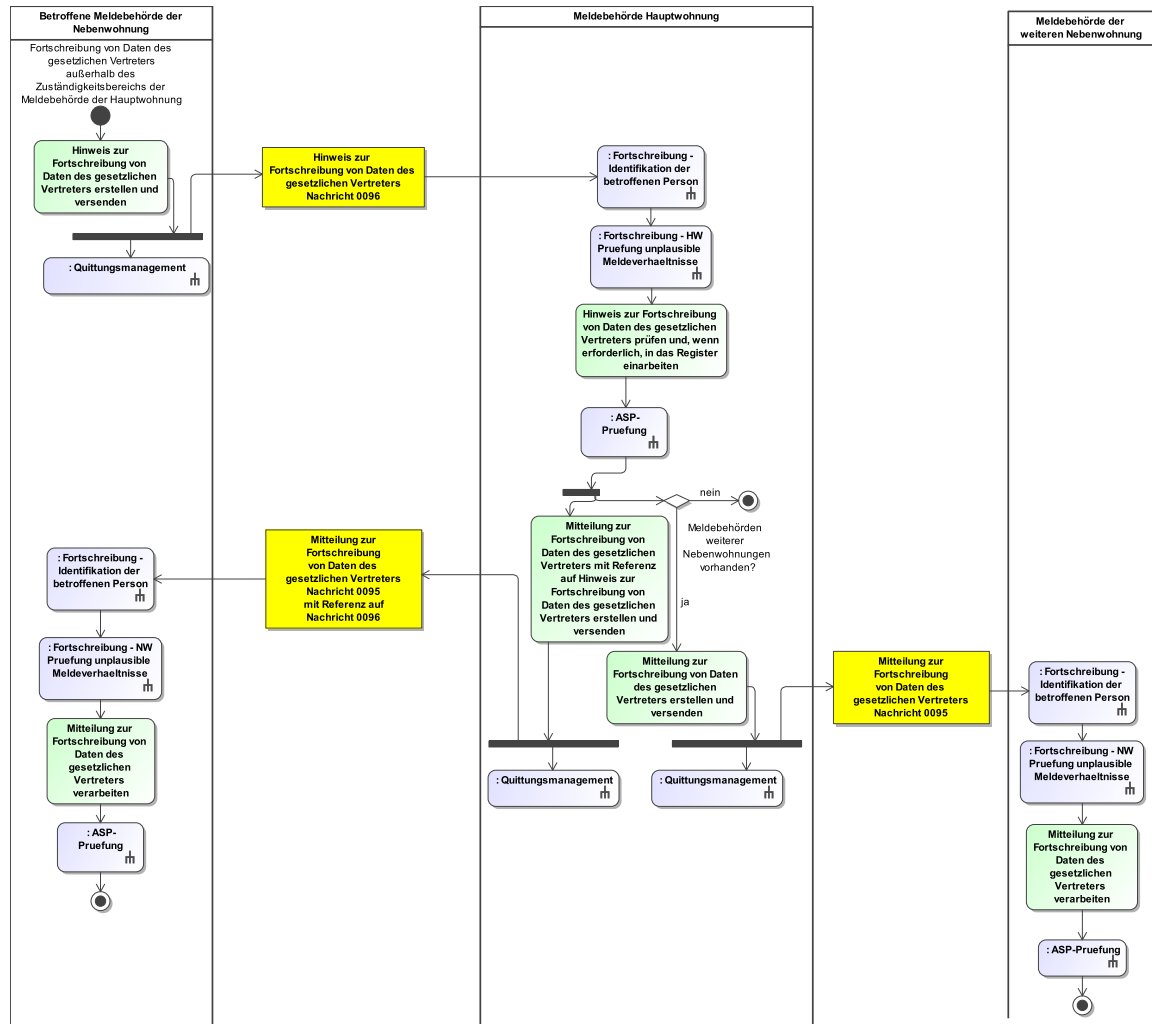 Betroffene Meldebehörde der
Nebenwohnung
Fortschreibung von Daten des
gesetzlichen Vertreters
außerhalb des
Zuständigkeitsbereichs der
Meldebehörde der Hauptwohnung
Hinweis zur
Fortschreibung von
Daten des gesetzlichen
Vertreters erstellen und
versenden
: Quittungsmanagement
Hinweis zur
Fortschreibung von Daten des
gesetzlichen Vertreters
Nachricht 0096
Meldebehörde Hauptwohnung
: Fortschreibung -
Identifikation der
betroffenen Person
: Fortschreibung - HW
Pruefung unplausible
Meldeverhaeltnisse
Hinweis zur Fortschreibung
von Daten des gesetzlichen
Vertreters prüfen und, wenn
erforderlich, in das Register
einarbeiten
: ASP-
Pruefung
nein
Meldebehörden
weiterer
Nebenwohnungen
vorhanden?
ja
Mitteilung zur
Fortschreibung von
Daten des gesetzlichen
Vertreters mit Referenz
auf Hinweis zur
Fortschreibung von
Daten des gesetzlichen
Vertreters erstellen und
versenden
Mitteilung zur
Fortschreibung von Daten
des gesetzlichen
Vertreters erstellen und
versenden
: Quittungsmanagement
: Quittungsmanagement
Mitteilung zur
Fortschreibung
von Daten des
gesetzlichen Vertreters
Nachricht 0095
mit Referenz auf
Nachricht 0096
: Fortschreibung -
Identifikation der
betroffenen Person
: Fortschreibung - NW
Pruefung unplausible
Meldeverhaeltnisse
Mitteilung zur
Fortschreibung von
Daten des
gesetzlichen
Vertreters
verarbeiten
: ASP-
Pruefung
Mitteilung zur
Fortschreibung
von Daten des
gesetzlichen Vertreters
Nachricht 0095
Meldebehörde der
weiteren Nebenwohnung
: Fortschreibung -
Identifikation der
betroffenen Person
: Fortschreibung - NW
Pruefung unplausible
Meldeverhaeltnisse
Mitteilung zur
Fortschreibung von
Daten des
gesetzlichen
Vertreters
verarbeiten
: ASP-Pruefung